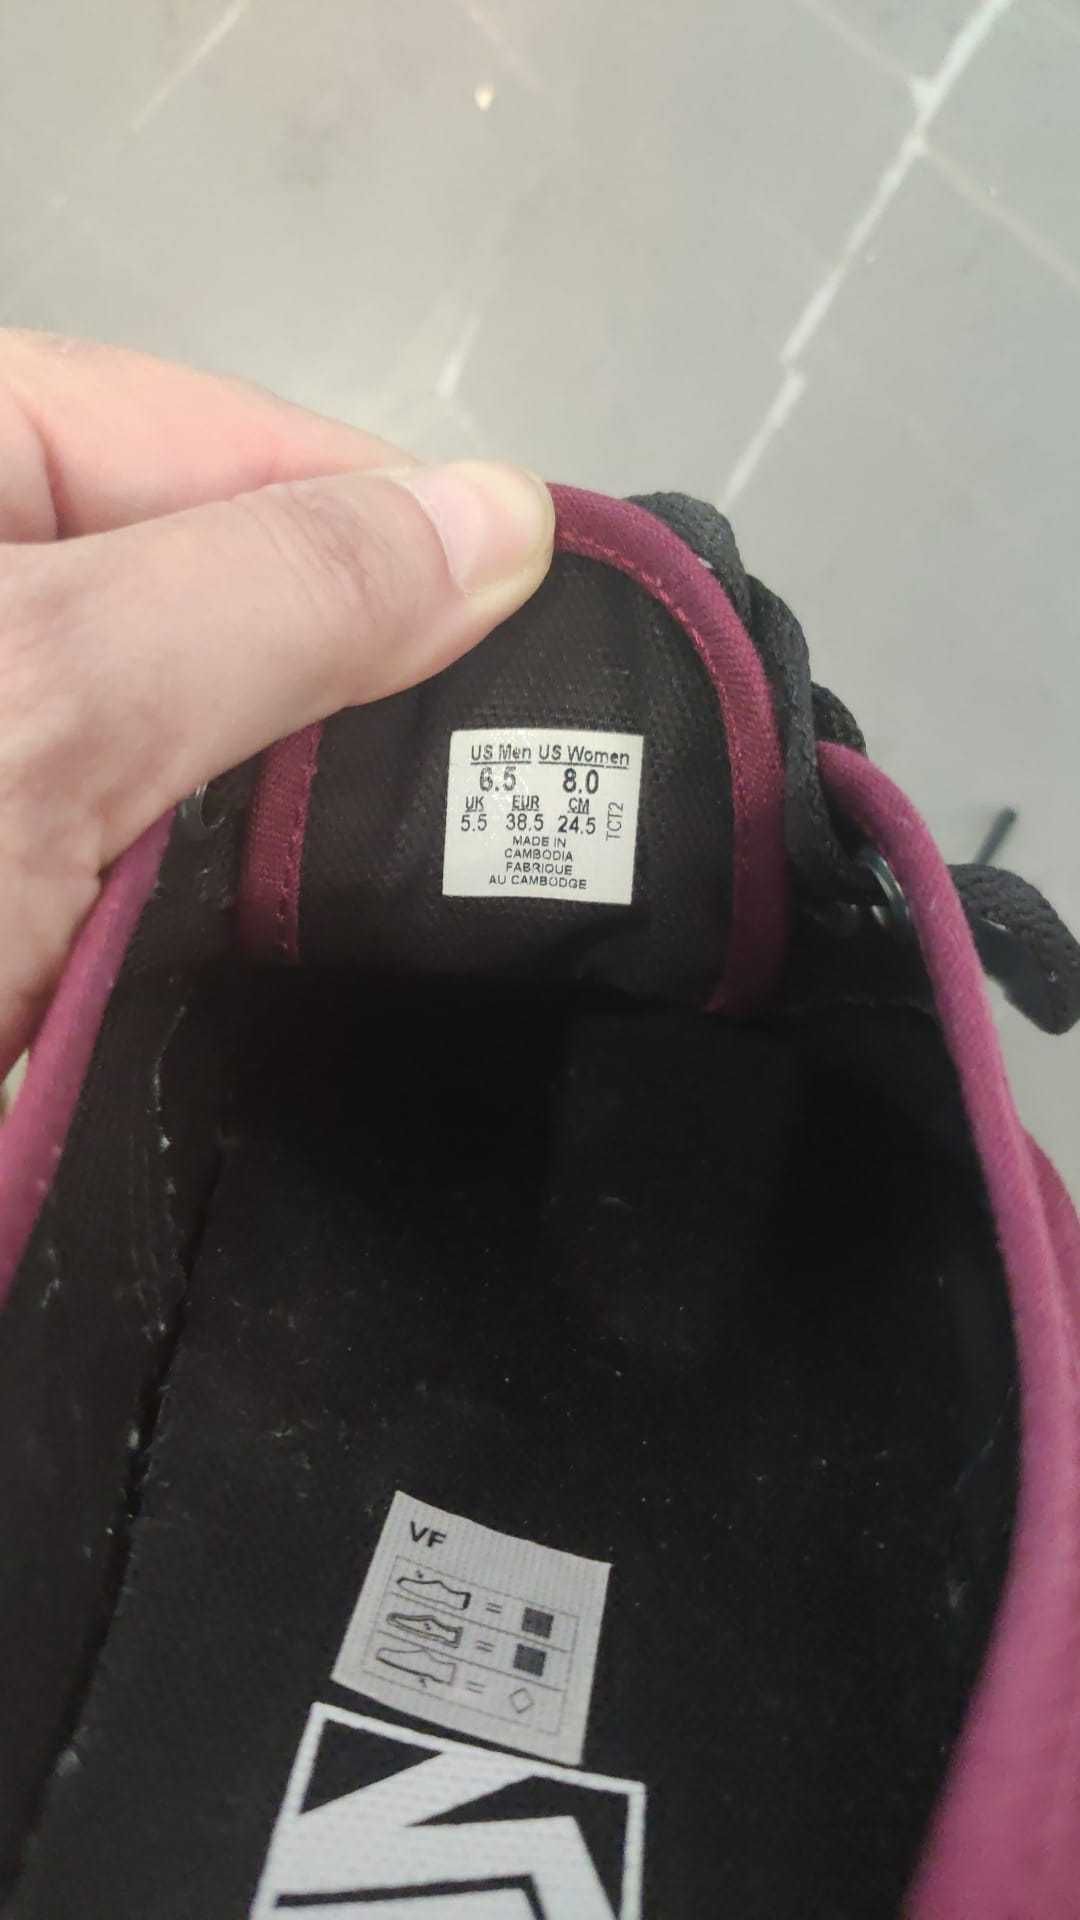 US Men US Women
6.5 8.0
UK EUR CM
5.5 38.5 24.5
TCT2
MADE IN
CAMBODIA
FABRIQUE
AU CAMBODGE
VF
= 
=
=